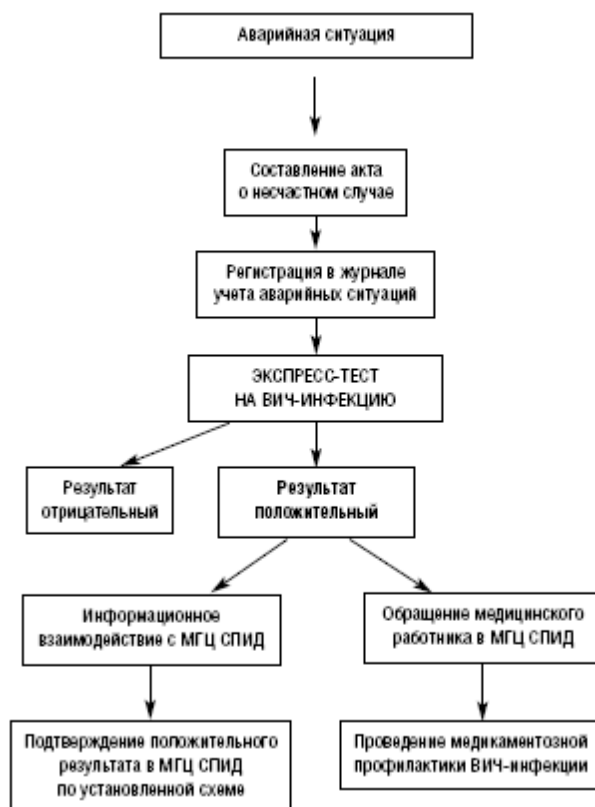 Аварийная ситуация
Составление акта
о несчастном случае
Регистрация в журнале
учета аварийных ситуаций
ЭКСПРЕСС-ТЕСТ
НА ВИЧ-ИНФЕКЦИЮ
Результат
отрицательный
Результат
положительный
Информационное
взаимодействие с МГЦ СПИД
Обращение медицинского
работника в МГЦ СПИД
Подтверждение положительного
результата в МГЦ СПИД
по установленной схеме
Проведение медикаментозной
профилактики ВИЧ-инфекции